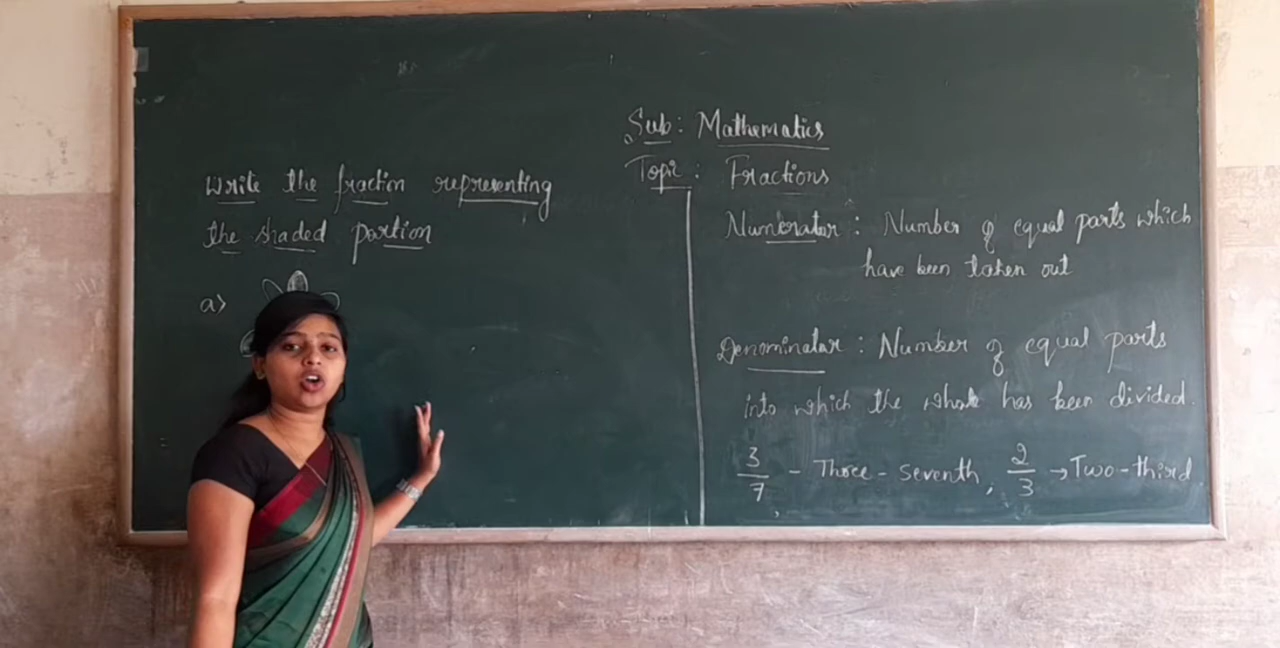 Write the fraction representing
the shaded portion
a)
Sub: Mathematics
Topic: Fractions
Numerator: Number of equal parts which
have been taken out
Denominator: Number of equal parts
into which the whole has been divided.
3/7 - Three-seventh, 2/3 → Two-third